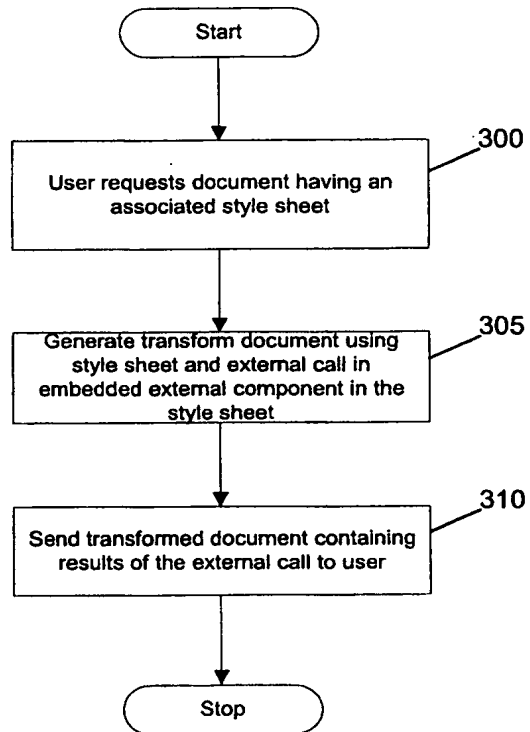 Start
300
User requests document having an
associated style sheet
305
Generate transform document using
style sheet and external call in
embedded external component in the
style sheet
310
Send transformed document containing
results of the external call to user
Stop